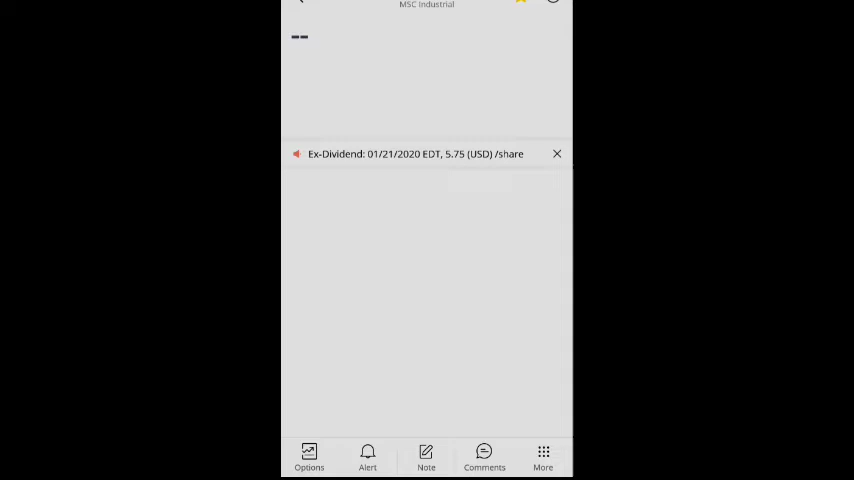 MSC Industrial
--
Ex-Dividend: 01/21/2020 EDT, 5.75 (USD) /share
Options Alert Note Comments More